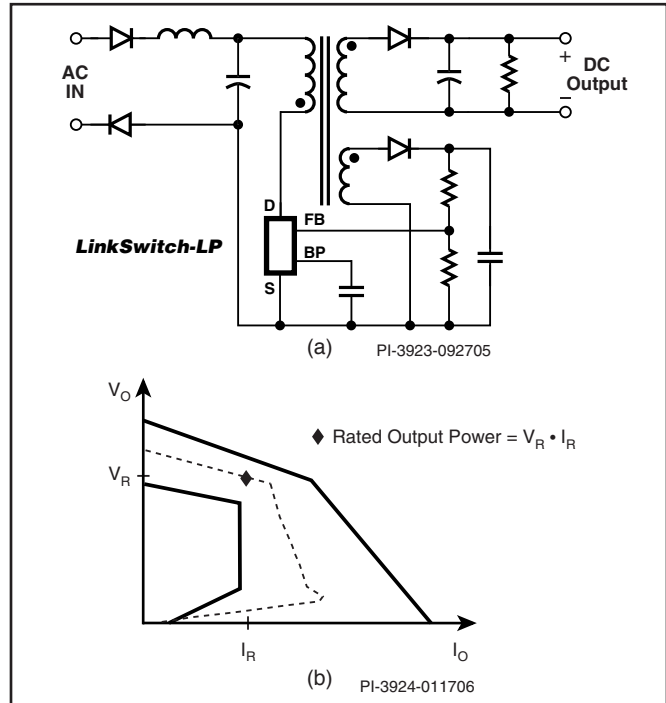 AC
IN
+
DC
Output
–
D
FB
LinkSwitch-LP
BP
S
(a)
PI-3923-092705
VO
◆ Rated Output Power = VR • IR
VR
IR
IO
(b)
PI-3924-011706